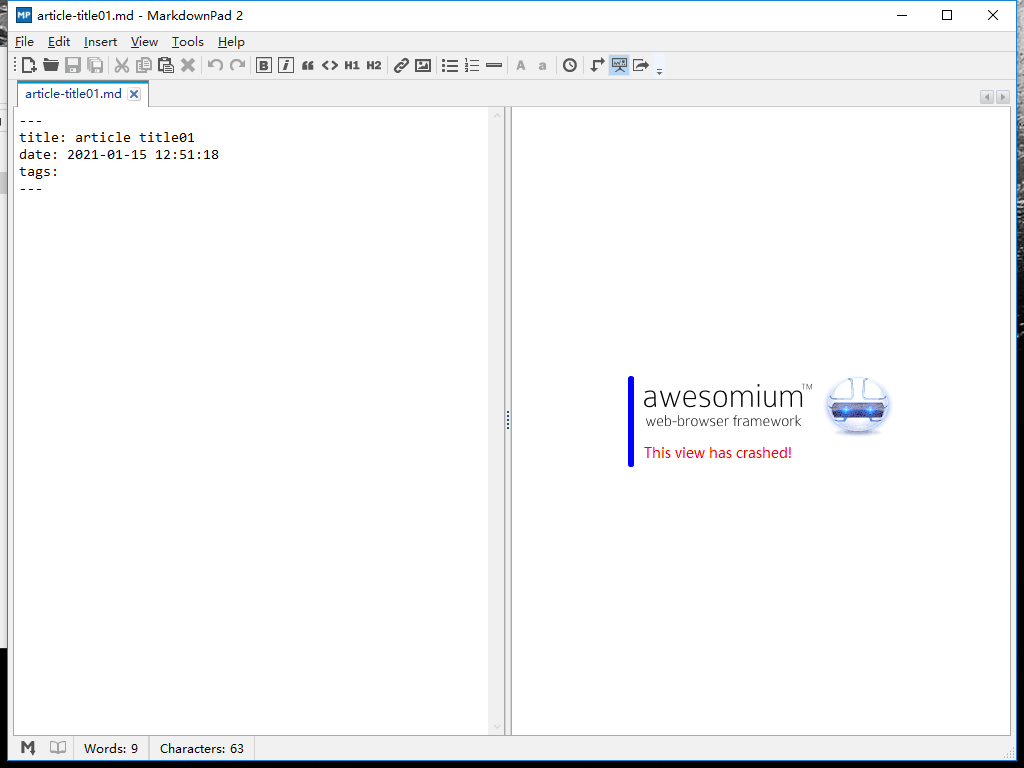 MP article-title01.md - MarkdownPad 2
File Edit Insert View Tools Help
B i H1 H2 A a
article-title01.md
---
title: article title01
date: 2021-01-15 12:51:18
tags:
---
awesomium™
web-browser framework
This view has crashed!
M Words: 9 Characters: 63